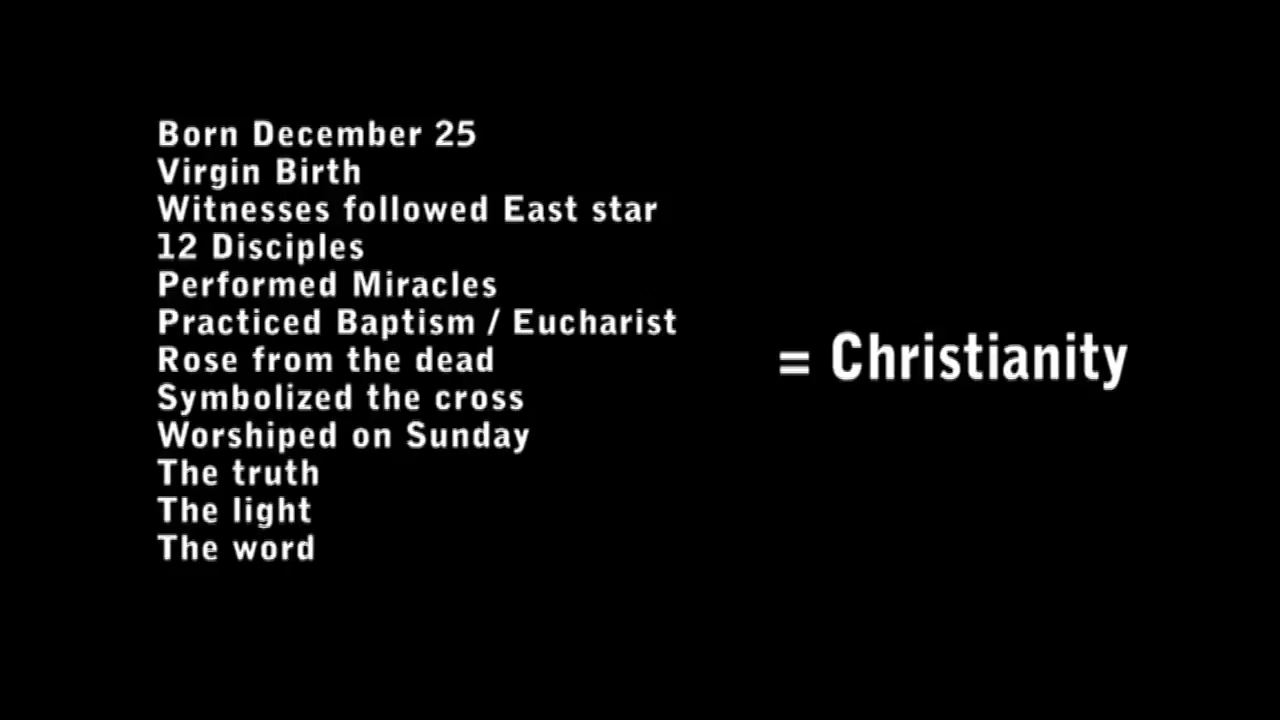 Born December 25
Virgin Birth
Witnesses followed East star
12 Disciples
Performed Miracles
Practiced Baptism / Eucharist
Rose from the dead
Symbolized the cross
Worshiped on Sunday
The truth
The light
The word
= Christianity